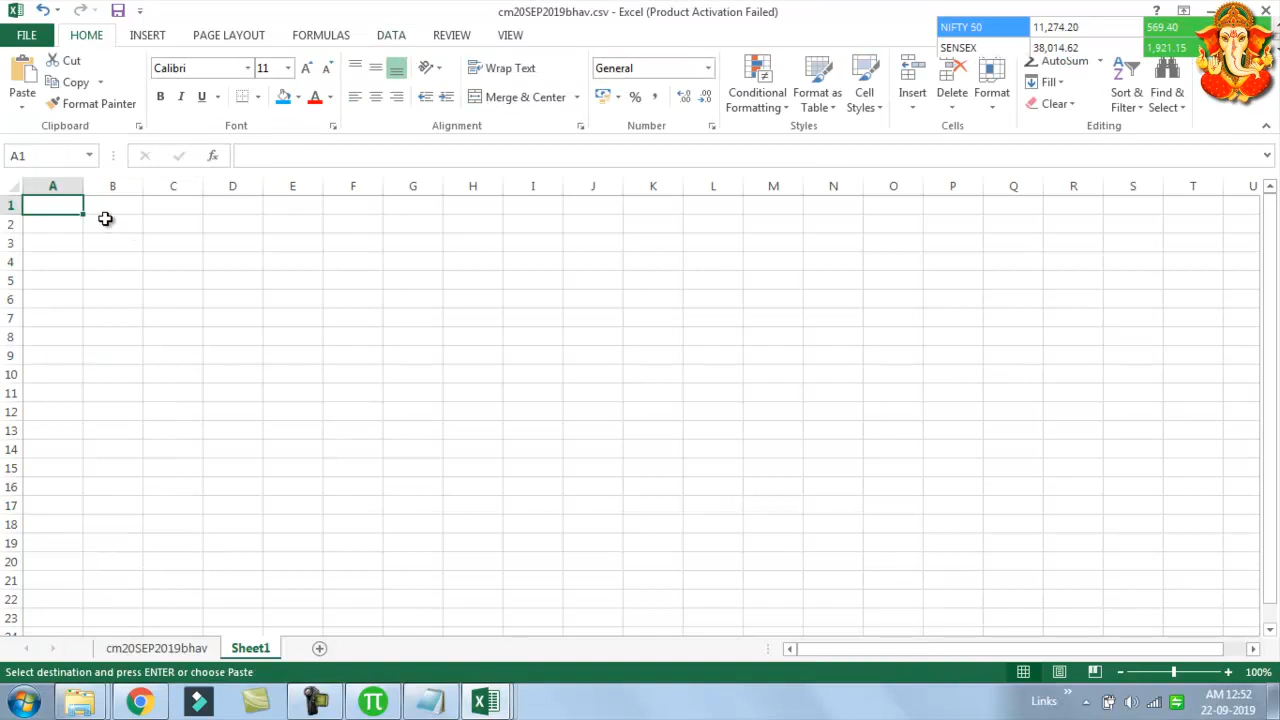 cm20SEP2019bhav.csv - Excel (Product Activation Failed)
?
FILE
HOME
INSERT
PAGE LAYOUT
FORMULAS
DATA
REVIEW
VIEW
NIFTY 50
11,274.20
569.40
SENSEX
38,014.62
1,921.15
Paste
Cut
Copy
Format Painter
Clipboard
Calibri
11
B I U
Font
Wrap Text
Merge & Center
Alignment
General
%
Number
Conditional Formatting
Format as Table
Cell Styles
Styles
Insert
Delete
Format
Cells
AutoSum
Fill
Clear
Sort & Filter
Find & Select
Editing
A1
fx
A B C D E F G H I J K L M N O P Q R S T U
1
2
3
4
5
6
7
8
9
10
11
12
13
14
15
16
17
18
19
20
21
22
23
cm20SEP2019bhav
Sheet1
Select destination and press ENTER or choose Paste
100%
Links
AM 12:52
22-09-2019